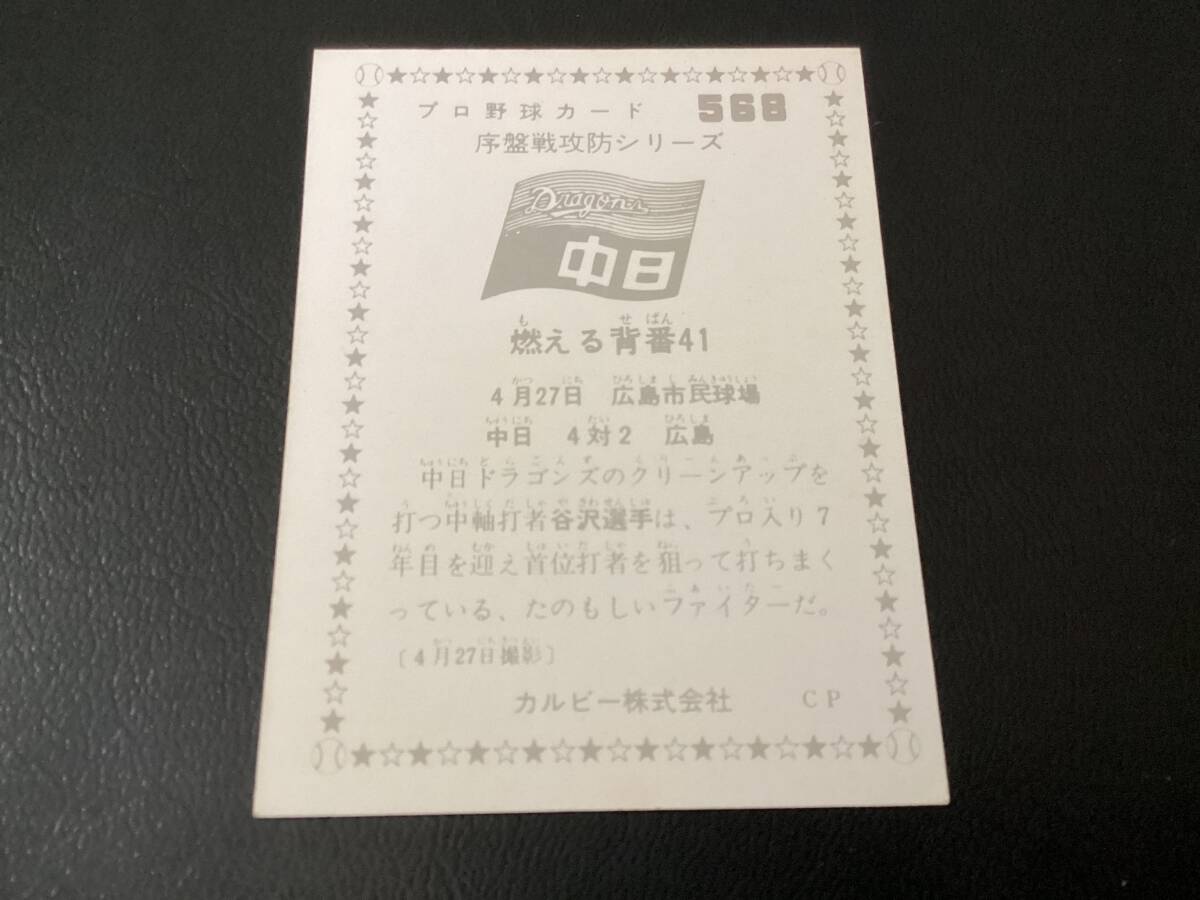 プロ野球カード 568
序盤戦攻防シリーズ
Dragons
中日
燃える背番41
4月27日 広島市民球場
中日 4対2 広島
中日ドラゴンズのクリーンアップを
打つ中軸打者谷沢選手は、プロ入り7
年目を迎え首位打者を狙って打ちまく
っている、たのもしいファイターだ。
〔4月27日撮影〕
カルビー株式会社 CP